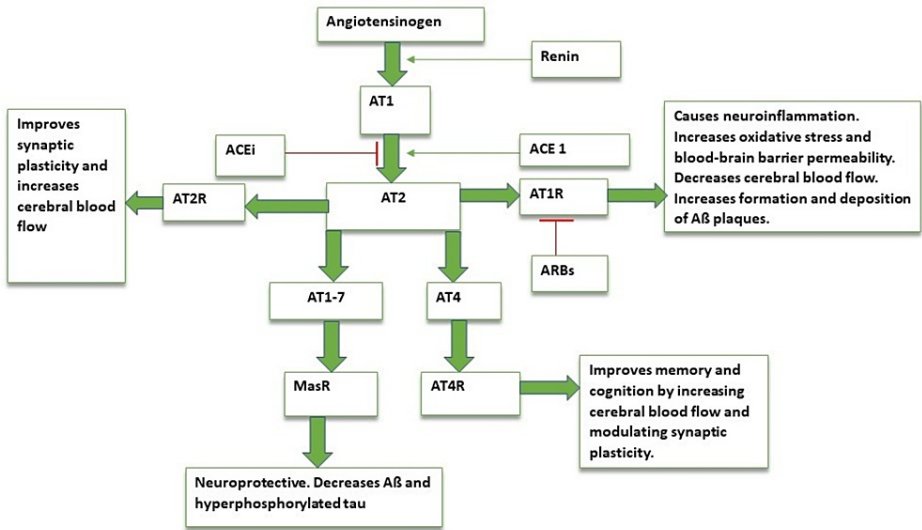 Angiotensinogen
Renin
AT1
Improves
synaptic
plasticity and
increases
cerebral blood
flow
ACEi
ACE 1
Causes neuroinflammation.
Increases oxidative stress and
blood-brain barrier permeability.
Decreases cerebral blood flow.
Increases formation and deposition
of Aß plaques.
AT2R
AT2
AT1R
ARBs
AT1-7
AT4
MasR
AT4R
Improves memory and
cognition by increasing
cerebral blood flow and
modulating synaptic
plasticity.
Neuroprotective. Decreases Aß and
hyperphosphorylated tau